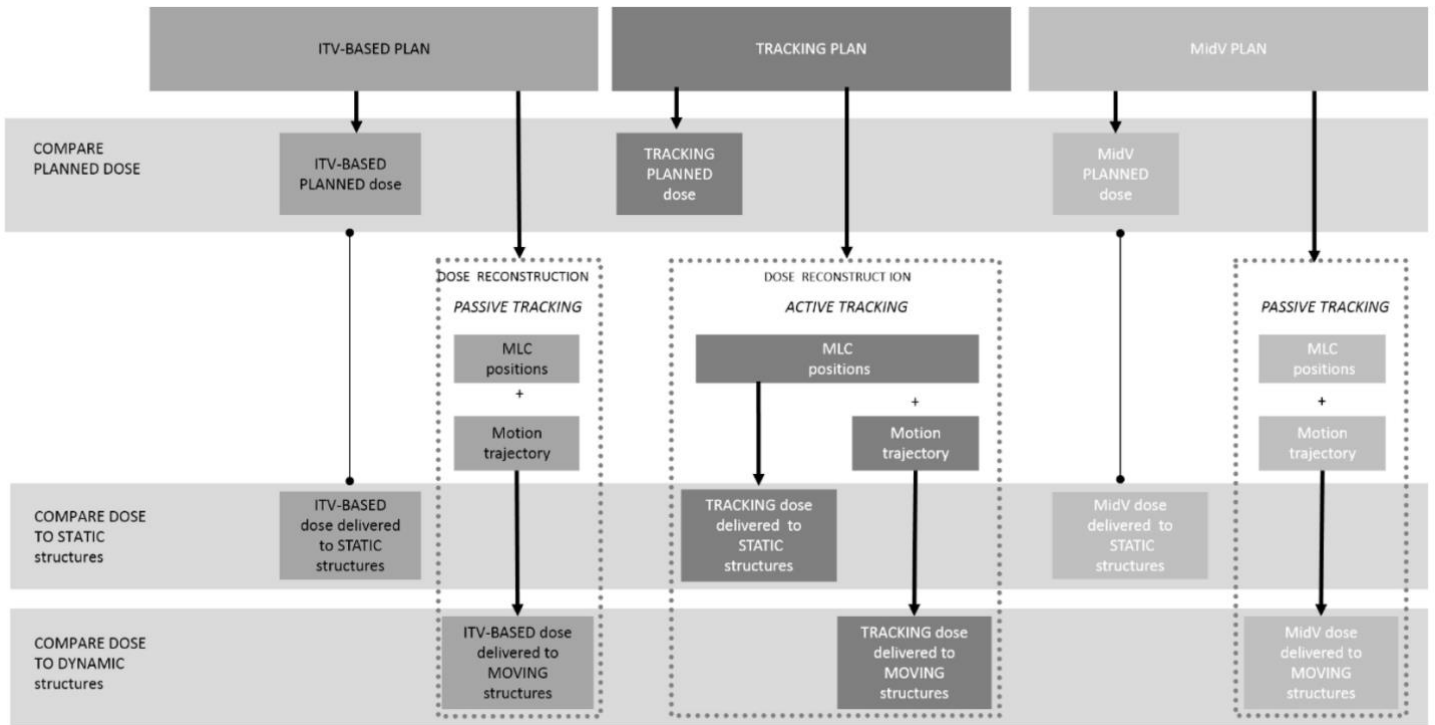 ITV-BASED PLAN
TRACKING PLAN
MidV PLAN
COMPARE
PLANNED DOSE
ITV-BASED
PLANNED dose
TRACKING
PLANNED
dose
MidV
PLANNED
dose
DOSE RECONSTRUCTION
PASSIVE TRACKING
MLC
positions
+
Motion
trajectory
DOSE RECONSTRUCT ION
ACTIVE TRACKING
MLC
positions
+
Motion
trajectory
PASSIVE TRACKING
MLC
positions
+
Motion
trajectory
COMPARE DOSE
TO STATIC
structures
ITV-BASED
dose delivered
to STATIC
structures
TRACKING dose
delivered to
STATIC
structures
MidV dose
delivered to
STATIC
structures
COMPARE DOSE
TO DYNAMIC
structures
ITV-BASED dose
delivered to
MOVING
structures
TRACKING dose
delivered to
MOVING
structures
MidV dose
delivered to
MOVING
structures